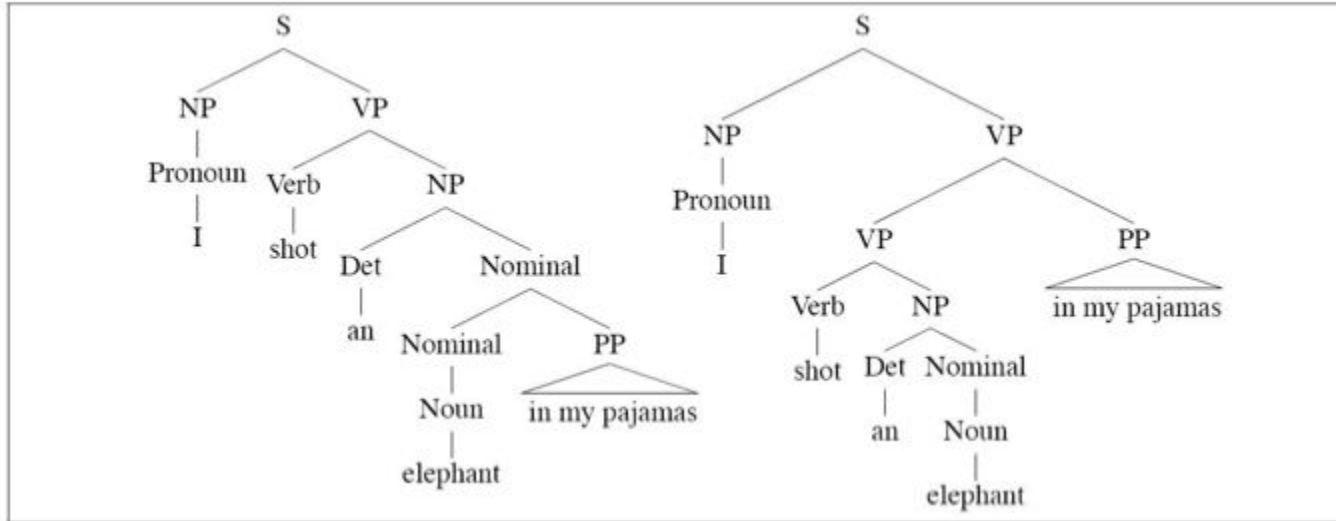 S
NP VP
Pronoun Verb NP
I shot Det Nominal
an Nominal PP
Noun in my pajamas
elephant
S
NP VP
Pronoun VP PP
I Verb NP in my pajamas
shot Det Nominal
an Noun
elephant